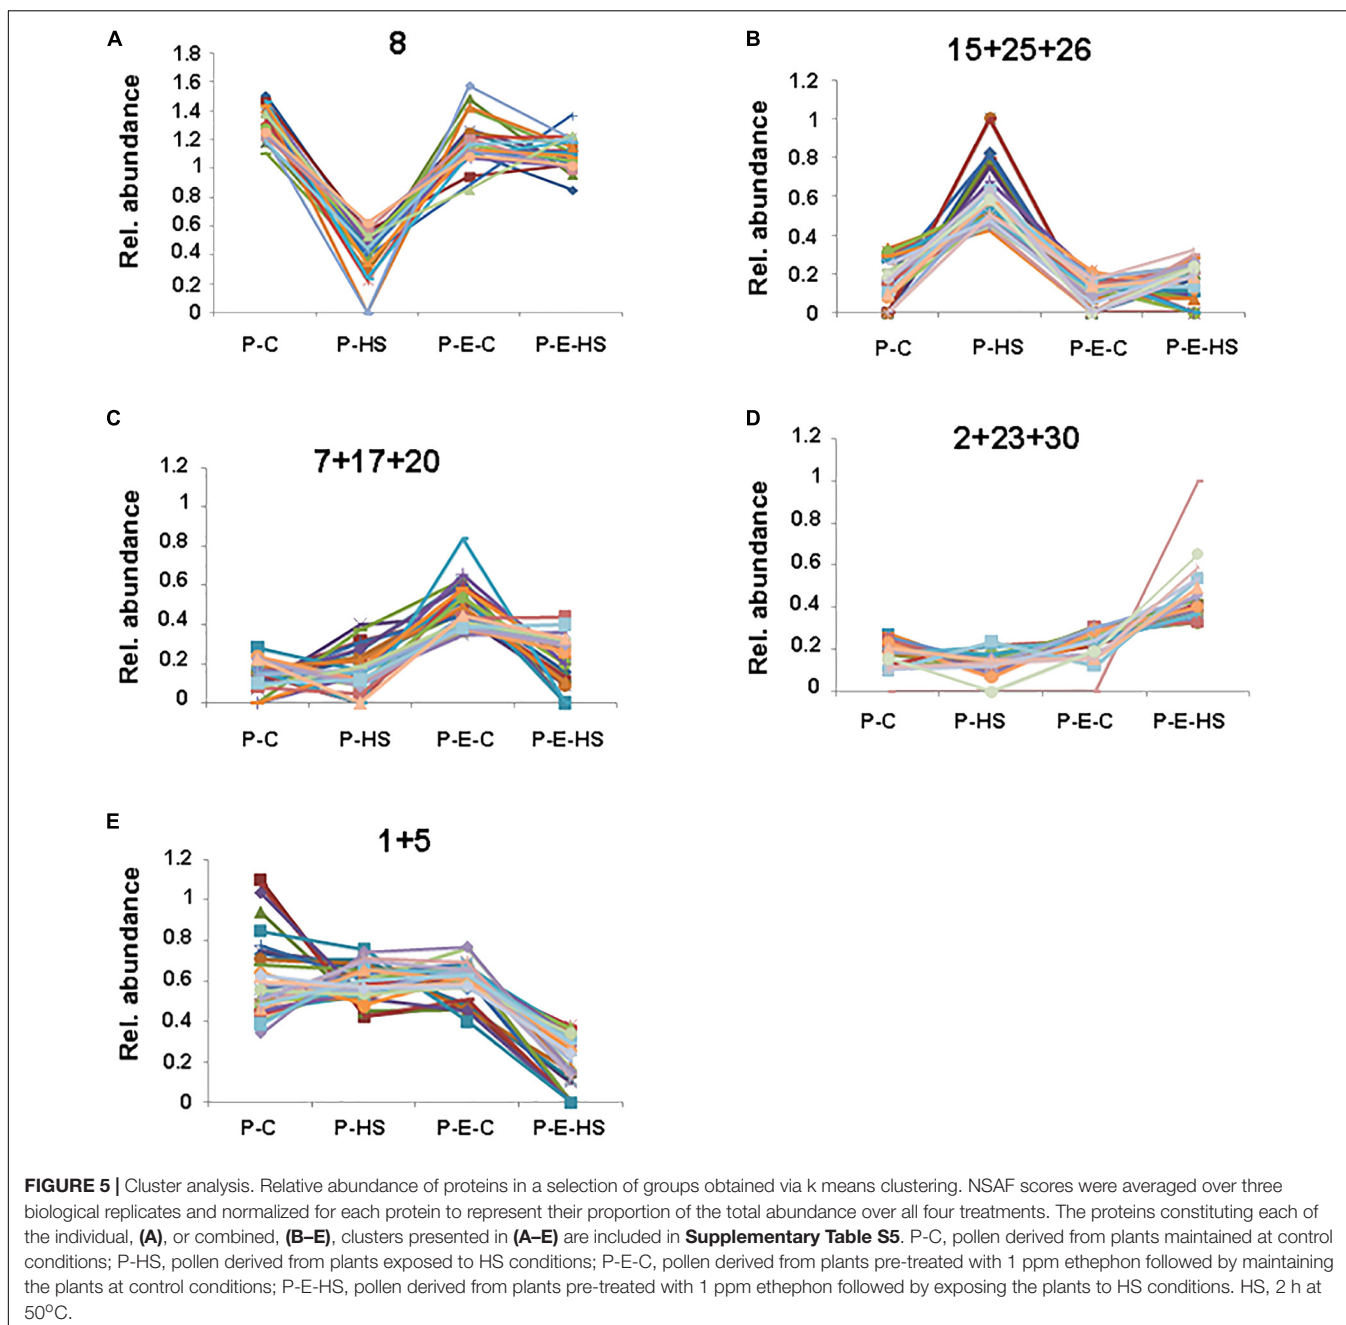 A
8
Rel. abundance
1.8
1.6
1.4
1.2
1
0.8
0.6
0.4
0.2
0
P-C P-HS P-E-C P-E-HS
B
15+25+26
Rel. abundance
1.2
1
0.8
0.6
0.4
0.2
0
P-C P-HS P-E-C P-E-HS
C
7+17+20
Rel. abundance
1.2
1
0.8
0.6
0.4
0.2
0
P-C P-HS P-E-C P-E-HS
D
2+23+30
Rel. abundance
1.2
1
0.8
0.6
0.4
0.2
0
P-C P-HS P-E-C P-E-HS
E
1+5
Rel. abundance
1.2
1
0.8
0.6
0.4
0.2
0
P-C P-HS P-E-C P-E-HS
FIGURE 5 | Cluster analysis. Relative abundance of proteins in a selection of groups obtained via k means clustering. NSAF scores were averaged over three
biological replicates and normalized for each protein to represent their proportion of the total abundance over all four treatments. The proteins constituting each of
the individual, (A), or combined, (B–E), clusters presented in (A–E) are included in Supplementary Table S5. P-C, pollen derived from plants maintained at control
conditions; P-HS, pollen derived from plants exposed to HS conditions; P-E-C, pollen derived from plants pre-treated with 1 ppm ethephon followed by maintaining
the plants at control conditions; P-E-HS, pollen derived from plants pre-treated with 1 ppm ethephon followed by exposing the plants to HS conditions. HS, 2 h at
50°C.